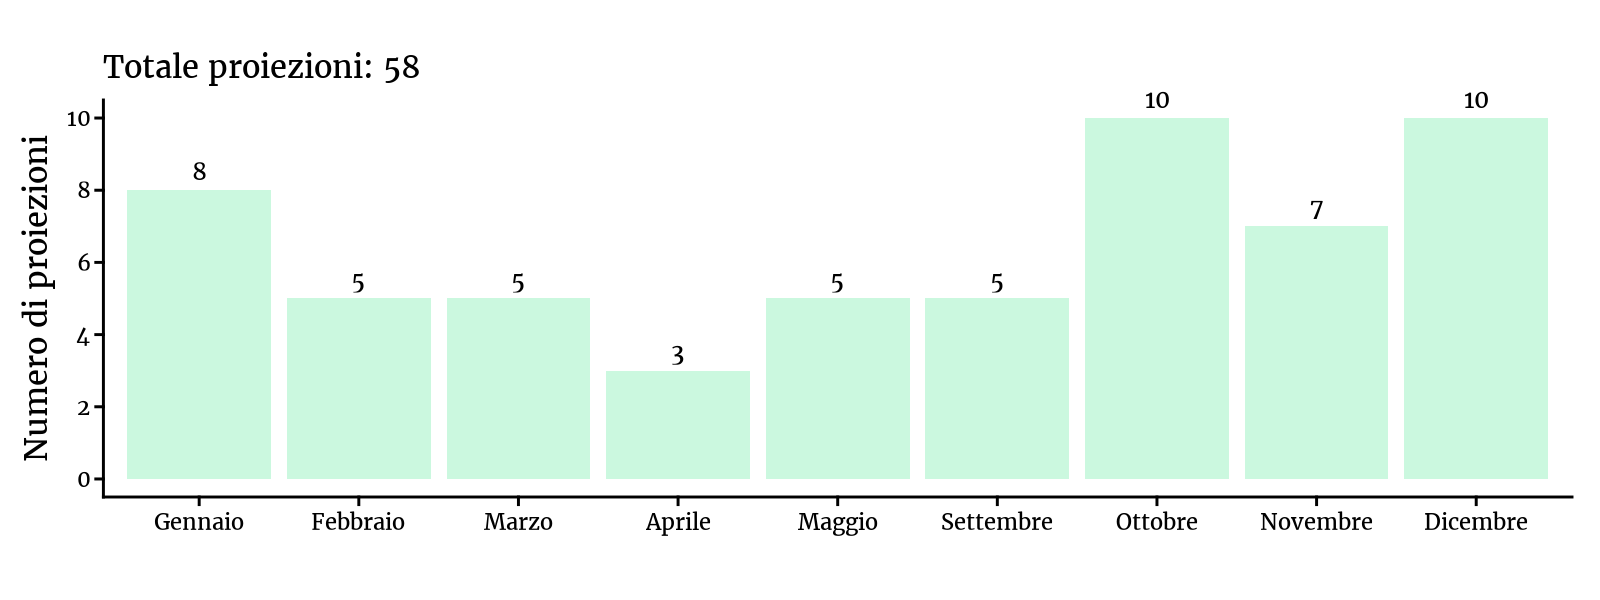 Totale proiezioni: 58
Numero di proiezioni
10
8
6
4
2
0
8
5
5
3
5
5
10
7
10
Gennaio
Febbraio
Marzo
Aprile
Maggio
Settembre
Ottobre
Novembre
Dicembre